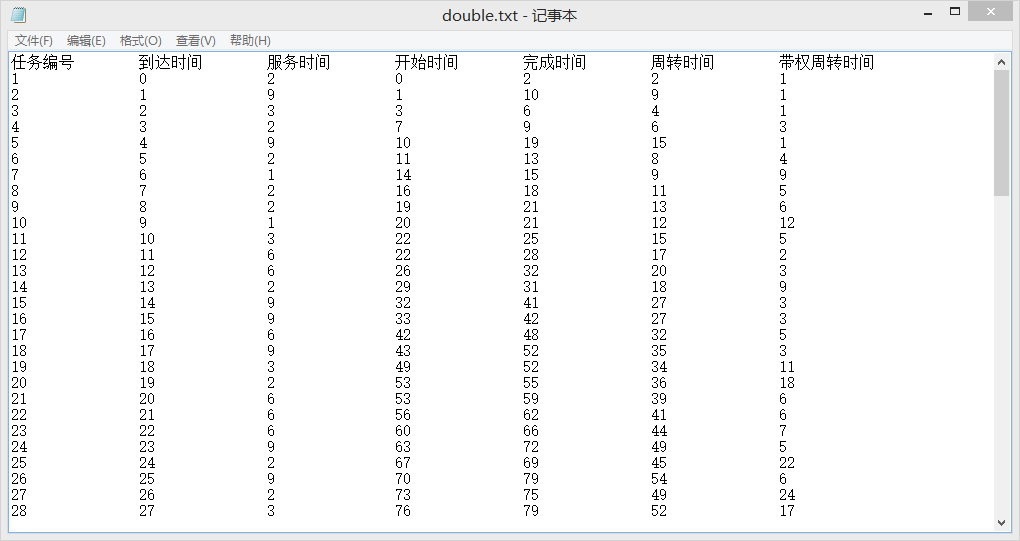 double.txt - 记事本
文件(F) 编辑(E) 格式(O) 查看(V) 帮助(H)
任务编号 到达时间 服务时间 开始时间 完成时间 周转时间 带权周转时间
1 0 2 0 2 2 1
2 1 9 1 10 9 1
3 2 3 3 6 4 1
4 3 2 7 9 6 3
5 4 9 10 19 15 1
6 5 2 11 13 8 4
7 6 1 14 15 9 9
8 7 2 16 18 11 5
9 8 2 19 21 13 6
10 9 1 20 21 12 12
11 10 3 22 25 15 5
12 11 6 22 28 17 2
13 12 6 26 32 20 3
14 13 2 29 31 18 9
15 14 9 32 41 27 3
16 15 9 33 42 27 3
17 16 6 42 48 32 5
18 17 9 43 52 35 3
19 18 3 49 52 34 11
20 19 2 53 55 36 18
21 20 6 53 59 39 6
22 21 6 56 62 41 6
23 22 6 60 66 44 7
24 23 9 63 72 49 5
25 24 2 67 69 45 22
26 25 9 70 79 54 6
27 26 2 73 75 49 24
28 27 3 76 79 52 17